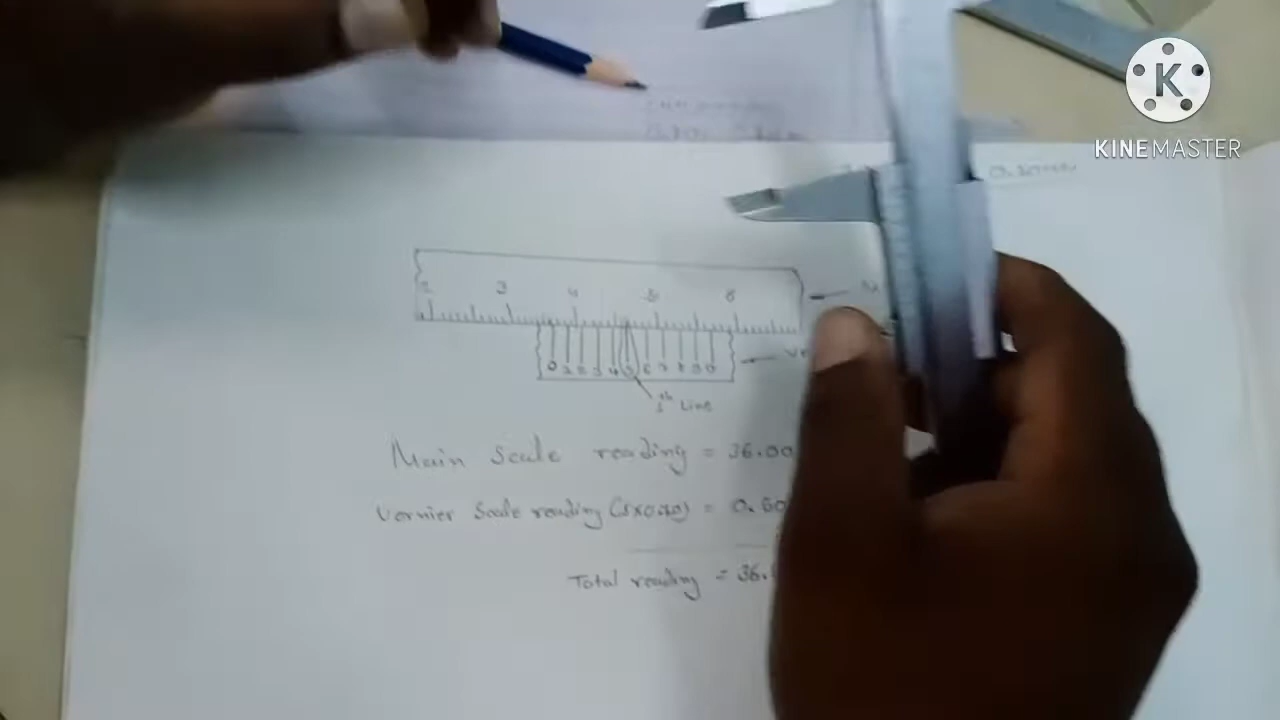 K
KINEMASTER
2 3 4 5 6
0 1 2 3 4 5 6 7 8 9 0
5th Line
Main Scale reading = 36.00
Vernier Scale reading (5x0.10) = 0.50
Total reading = 36.